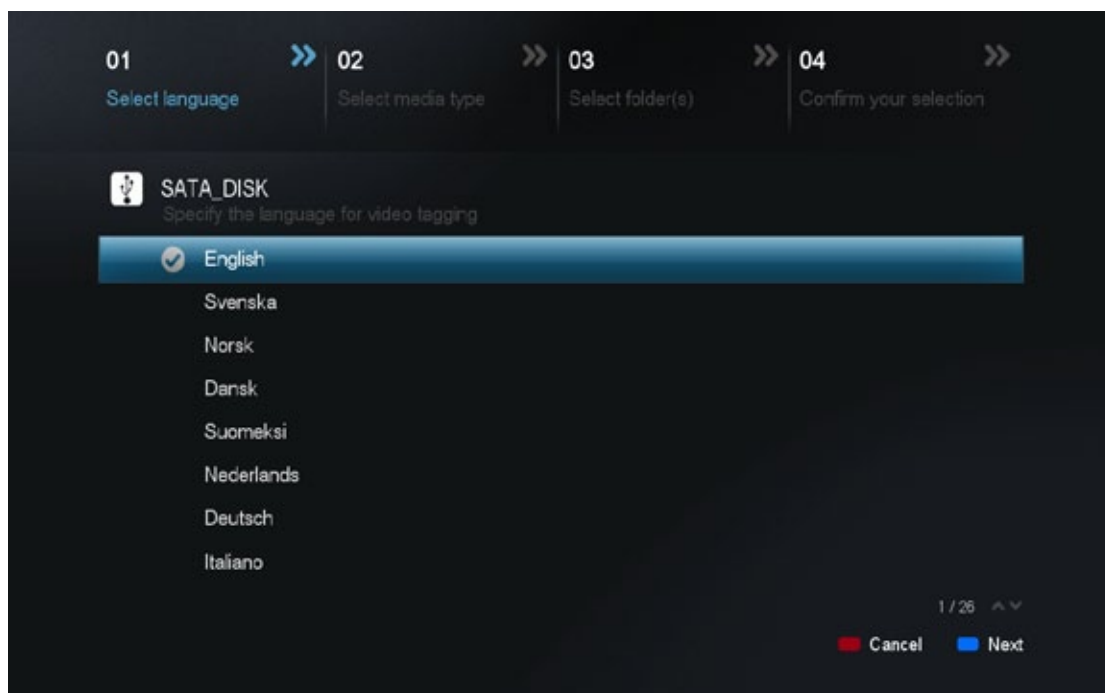 01
Select language
02
Select media type
03
Select folder(s)
04
Confirm your selection
SATA_DISK
Specify the language for video tagging
English
Svenska
Norsk
Dansk
Suomeksi
Nederlands
Deutsch
Italiano
1 / 26
Cancel
Next